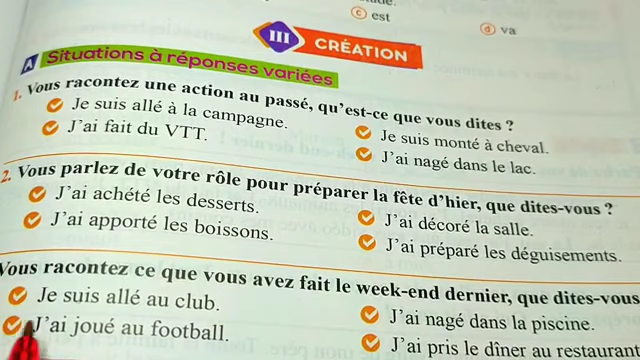 c est
d va
III CRÉATION
A Situations à réponses variées
1. Vous racontez une action au passé, qu'est-ce que vous dites ?
Je suis allé à la campagne.
Je suis monté à cheval.
J'ai fait du VTT.
J'ai nagé dans le lac.
2. Vous parlez de votre rôle pour préparer la fête d'hier, que dites-vous ?
J'ai achété les desserts.
J'ai décoré la salle.
J'ai apporté les boissons.
J'ai préparé les déguisements.
Vous racontez ce que vous avez fait le week-end dernier, que dites-vous
Je suis allé au club.
J'ai nagé dans la piscine.
J'ai joué au football.
J'ai pris le dîner au restaurant